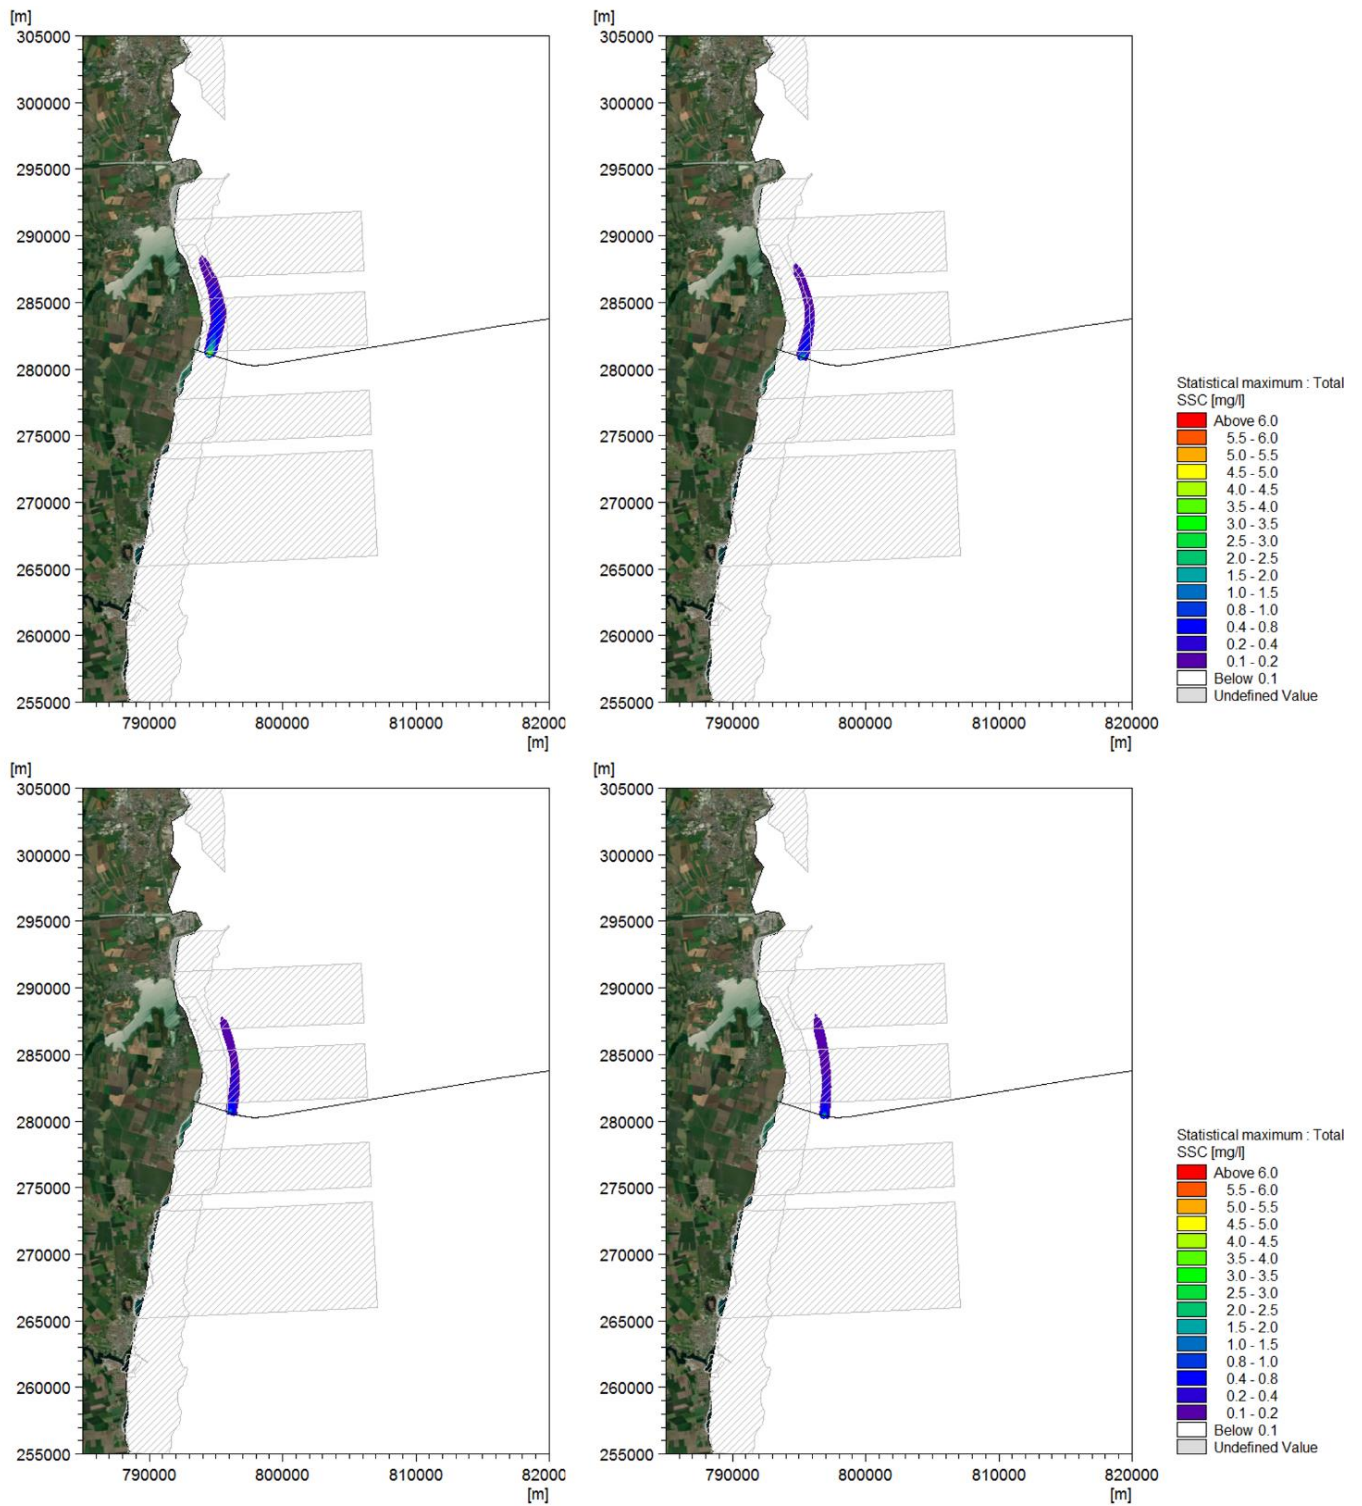 [m]
305000
300000
295000
290000
285000
280000
275000
270000
265000
260000
255000
790000 800000 810000 82000
[m]
[m]
305000
300000
295000
290000
285000
280000
275000
270000
265000
260000
255000
790000 800000 810000 820000
[m]
Statistical maximum : Total
SSC [mg/l]
Above 6.0
5.5 - 6.0
5.0 - 5.5
4.5 - 5.0
4.0 - 4.5
3.5 - 4.0
3.0 - 3.5
2.5 - 3.0
2.0 - 2.5
1.5 - 2.0
1.0 - 1.5
0.8 - 1.0
0.4 - 0.8
0.2 - 0.4
0.1 - 0.2
Below 0.1
Undefined Value
[m]
305000
300000
295000
290000
285000
280000
275000
270000
265000
260000
255000
790000 800000 810000 82000
[m]
[m]
305000
300000
295000
290000
285000
280000
275000
270000
265000
260000
255000
790000 800000 810000 820000
[m]
Statistical maximum : Total
SSC [mg/l]
Above 6.0
5.5 - 6.0
5.0 - 5.5
4.5 - 5.0
4.0 - 4.5
3.5 - 4.0
3.0 - 3.5
2.5 - 3.0
2.0 - 2.5
1.5 - 2.0
1.0 - 1.5
0.8 - 1.0
0.4 - 0.8
0.2 - 0.4
0.1 - 0.2
Below 0.1
Undefined Value